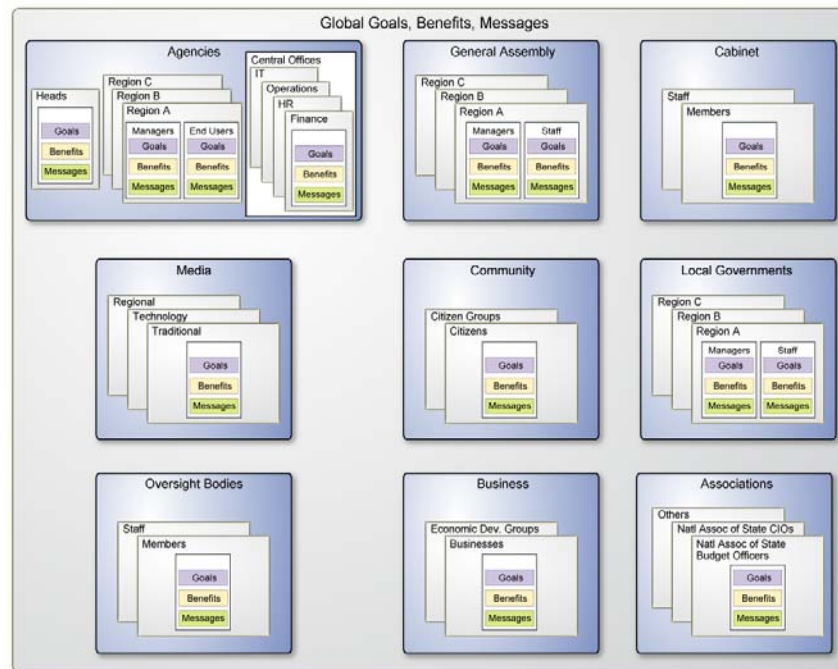 Global Goals, Benefits, Messages
Agencies
Heads
Goals
Benefits
Messages
Region C
Region B
Region A
Managers
End Users
Goals
Goals
Benefits
Benefits
Messages
Messages
Central Offices
IT
Operations
HR
Finance
Goals
Benefits
Messages
General Assembly
Region C
Region B
Region A
Managers
Staff
Goals
Goals
Benefits
Benefits
Messages
Messages
Cabinet
Staff
Members
Goals
Benefits
Messages
Media
Regional
Technology
Traditional
Goals
Benefits
Messages
Community
Citizen Groups
Citizens
Goals
Benefits
Messages
Local Governments
Region C
Region B
Region A
Managers
Staff
Goals
Goals
Benefits
Benefits
Messages
Messages
Oversight Bodies
Staff
Members
Goals
Benefits
Messages
Business
Economic Dev. Groups
Businesses
Goals
Benefits
Messages
Associations
Others
Natl Assoc of State CIOs
Natl Assoc of State
Budget Officers
Goals
Benefits
Messages